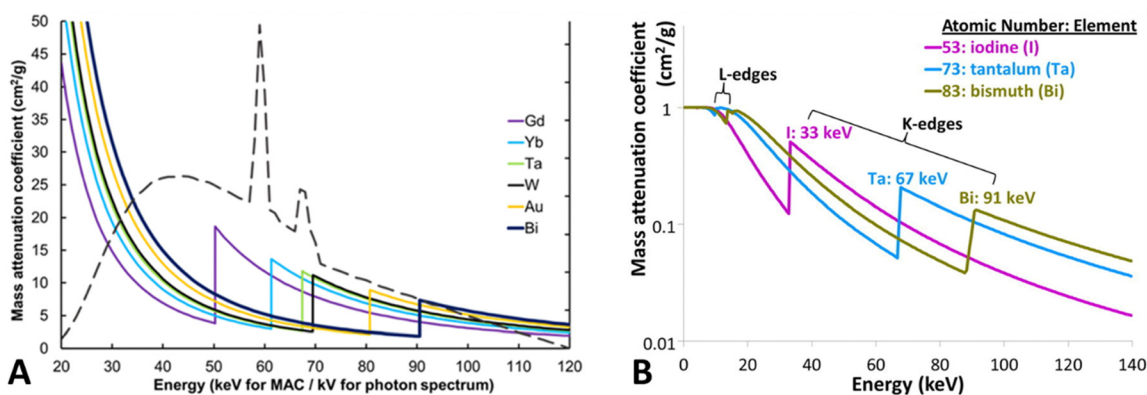 50
45
40
35
30
25
20
15
10
5
0
Mass attenuation coefficient (cm²/g)
Gd
Yb
Ta
W
Au
Bi
20 30 40 50 60 70 80 90 100 110 120
Energy (keV for MAC / kV for photon spectrum)
A
Atomic Number: Element
53: iodine (I)
73: tantalum (Ta)
83: bismuth (Bi)
Mass attenuation coefficient
(cm²/g)
1
0.1
0.01
L-edges
K-edges
I: 33 keV
Ta: 67 keV
Bi: 91 keV
0 20 40 60 80 100 120 140
Energy (keV)
B